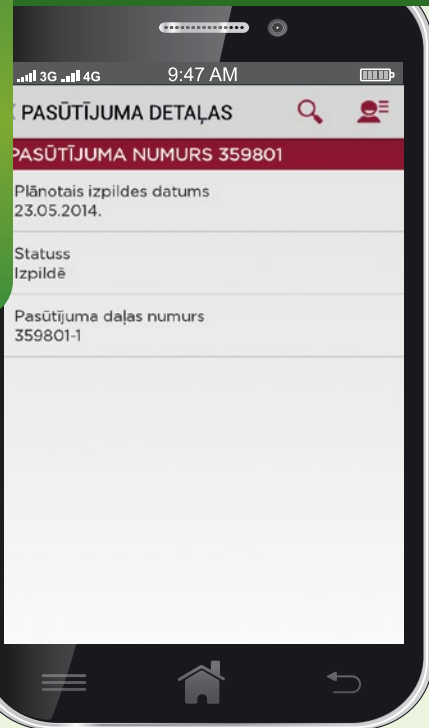 3G 4G 9:47 AM
PASŪTĪJUMA DETAĻAS
PASŪTĪJUMA NUMURS 359801
Plānotais izpildes datums
23.05.2014.
Statuss
Izpildē
Pasūtījuma daļas numurs
359801-1